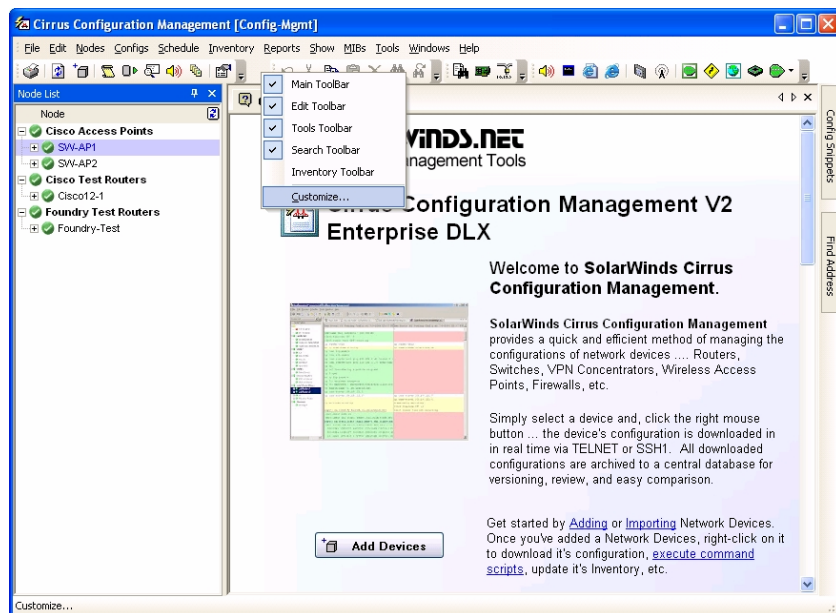 Cirrus Configuration Management [Config-Mgmt]
File Edit Nodes Configs Schedule Inventory Reports Show MIBs Tools Windows Help
Node List
Node
Cisco Access Points
SW-AP1
SW-AP2
Cisco Test Routers
Cisco12-1
Foundry Test Routers
Foundry-Test
Main ToolBar
Edit Toolbar
Tools Toolbar
Search Toolbar
Inventory Toolbar
Customize...
WINDS.NET
Management Tools
Cirrus Configuration Management V2
Enterprise DLX
Welcome to SolarWinds Cirrus
Configuration Management.
SolarWinds Cirrus Configuration Management
provides a quick and efficient method of managing the
configurations of network devices .... Routers,
Switches, VPN Concentrators, Wireless Access
Points, Firewalls, etc.
Simply select a device and, click the right mouse
button ... the device's configuration is downloaded in
in real time via TELNET or SSH1. All downloaded
configurations are archived to a central database for
versioning, review, and easy comparison.
Add Devices
Get started by Adding or Importing Network Devices.
Once you've added a Network Devices, right-click on it
to download it's configuration, execute command
scripts, update it's Inventory, etc.
Config Snippets
Find Address
Customize...